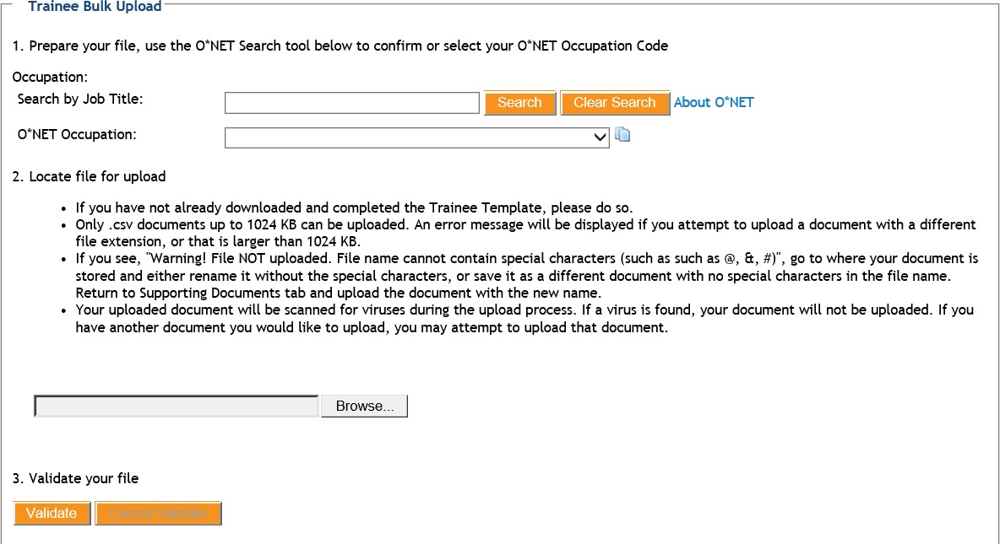 Trainee Bulk Upload
1. Prepare your file, use the O*NET Search tool below to confirm or select your O*NET Occupation Code
Occupation:
Search by Job Title:
Search
Clear Search
About O*NET
O*NET Occupation:
2. Locate file for upload
• If you have not already downloaded and completed the Trainee Template, please do so.
• Only .csv documents up to 1024 KB can be uploaded. An error message will be displayed if you attempt to upload a document with a different
file extension, or that is larger than 1024 KB.
• If you see, "Warning! File NOT uploaded. File name cannot contain special characters (such as such as @, &, #)", go to where your document is
stored and either rename it without the special characters, or save it as a different document with no special characters in the file name.
Return to Supporting Documents tab and upload the document with the new name.
• Your uploaded document will be scanned for viruses during the upload process. If a virus is found, your document will not be uploaded. If you
have another document you would like to upload, you may attempt to upload that document.
Browse...
3. Validate your file
Validate
Cancel Validate